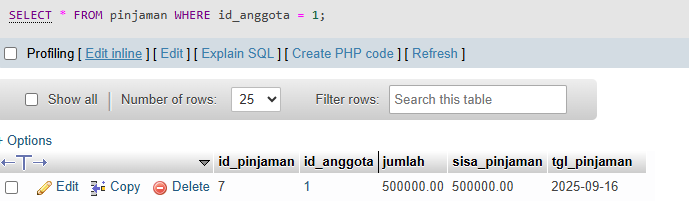 SELECT * FROM pinjaman WHERE id_anggota = 1;
Profiling [ Edit inline ] [ Edit ] [ Explain SQL ] [ Create PHP code ] [ Refresh ]
Show all | Number of rows: 25 Filter rows: Search this table
+ Options
←T→ id_pinjaman id_anggota jumlah sisa_pinjaman tgl_pinjaman
Edit Copy Delete 7 1 500000.00 500000.00 2025-09-16